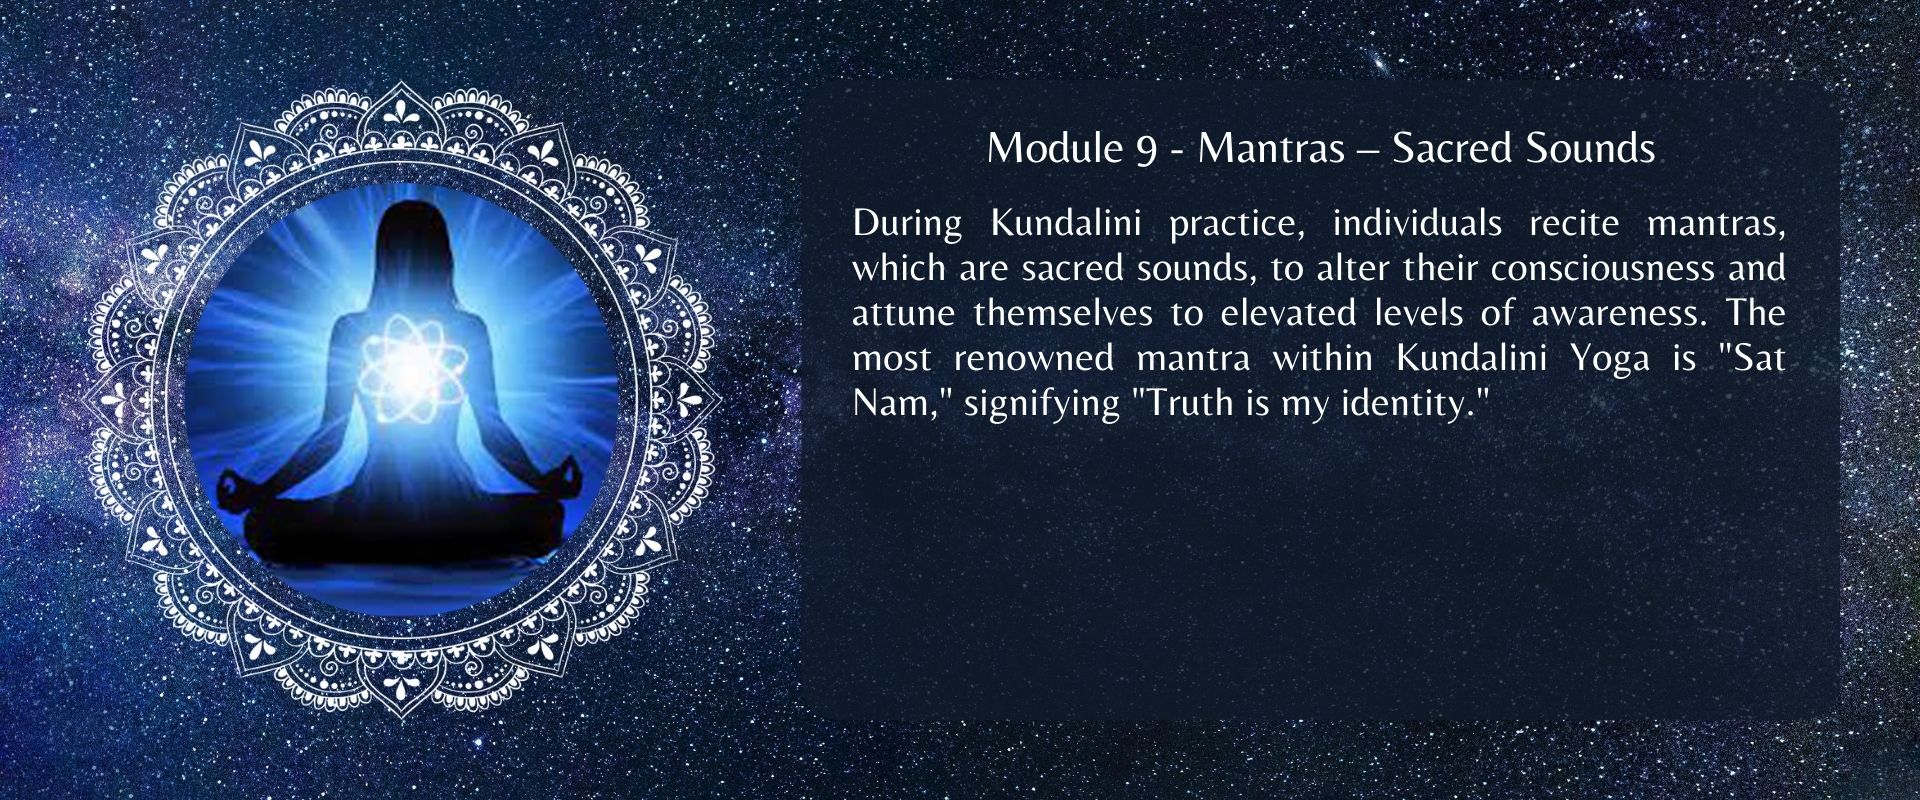 Module 9 - Mantras – Sacred Sounds
During Kundalini practice, individuals recite mantras,
which are sacred sounds, to alter their consciousness and
attune themselves to elevated levels of awareness. The
most renowned mantra within Kundalini Yoga is "Sat
Nam," signifying "Truth is my identity."